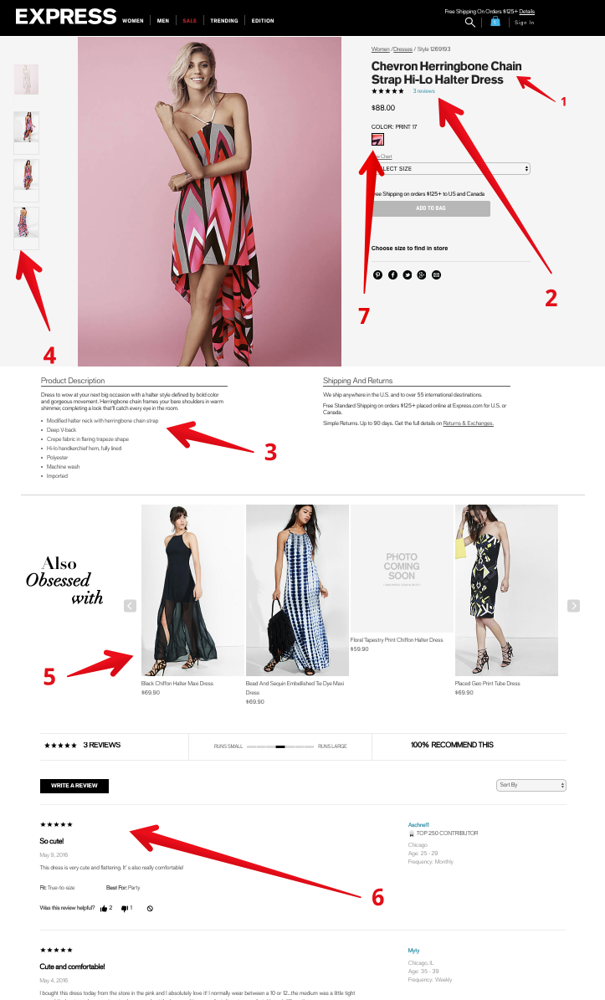 EXPRESS
WOMEN MEN SALE TRENDING EDITION
Free Shipping On Orders $125+ Details
Sign In
Women / Dresses / Style 1269193
Chevron Herringbone Chain
Strap Hi-Lo Halter Dress
1
3 reviews
$88.00
COLOR: PRINT 17
Chart
LECT SIZE
ree Shipping on orders $125+ to US and Canada
ADD TO BAG
Choose size to find in store
2
7
4
Product Description
Dress to wow at your next big occasion with a halter style defined by bold color
and gorgeous movement. Herringbone chain frames your bare shoulders in warm
shimmer, completing a look that'll catch every eye in the room.
• Modified halter neck with herringbone chain strap
• Deep V-back
• Crepe fabric in flaring trapeze shape
• Hi-lo handkerchief hem, fully lined
• Polyester
• Machine wash
• Imported
3
Shipping And Returns
We ship anywhere in the U.S. and to over 55 international destinations.
Free Standard Shipping on orders $125+ placed online at Express.com for U.S. or
Canada.
Simple Returns. Up to 90 days. Get the full details on Returns & Exchanges.
Also
Obsessed
with
5
PHOTO
COMING
SOON
Black Chiffon Halter Maxi Dress
$69.90
Bead And Sequin Embellished Tie Dye Maxi
Dress
$69.90
Floral Tapestry Print Chiffon Halter Dress
$59.90
Placed Geo Print Tube Dress
$69.90
3 REVIEWS
RUNS SMALL RUNS LARGE
100% RECOMMEND THIS
WRITE A REVIEW
Sort By
So cute!
May 9, 2016
This dress is very cute and flattering. It' s also really comfortable!
Fit: True-to-size Best For: Party
Was this review helpful? 2 1
Aschnell1
TOP 250 CONTRIBUTOR
Chicago
Age: 25 - 29
Frequency: Monthly
6
Cute and comfortable!
May 4, 2016
I bought this dress today from the store in the pink and I absolutely love it! I normally wear between a 10 or 12...the medium was a little tight
Myty
Chicago, IL
Age: 35 - 39
Frequency: Weekly